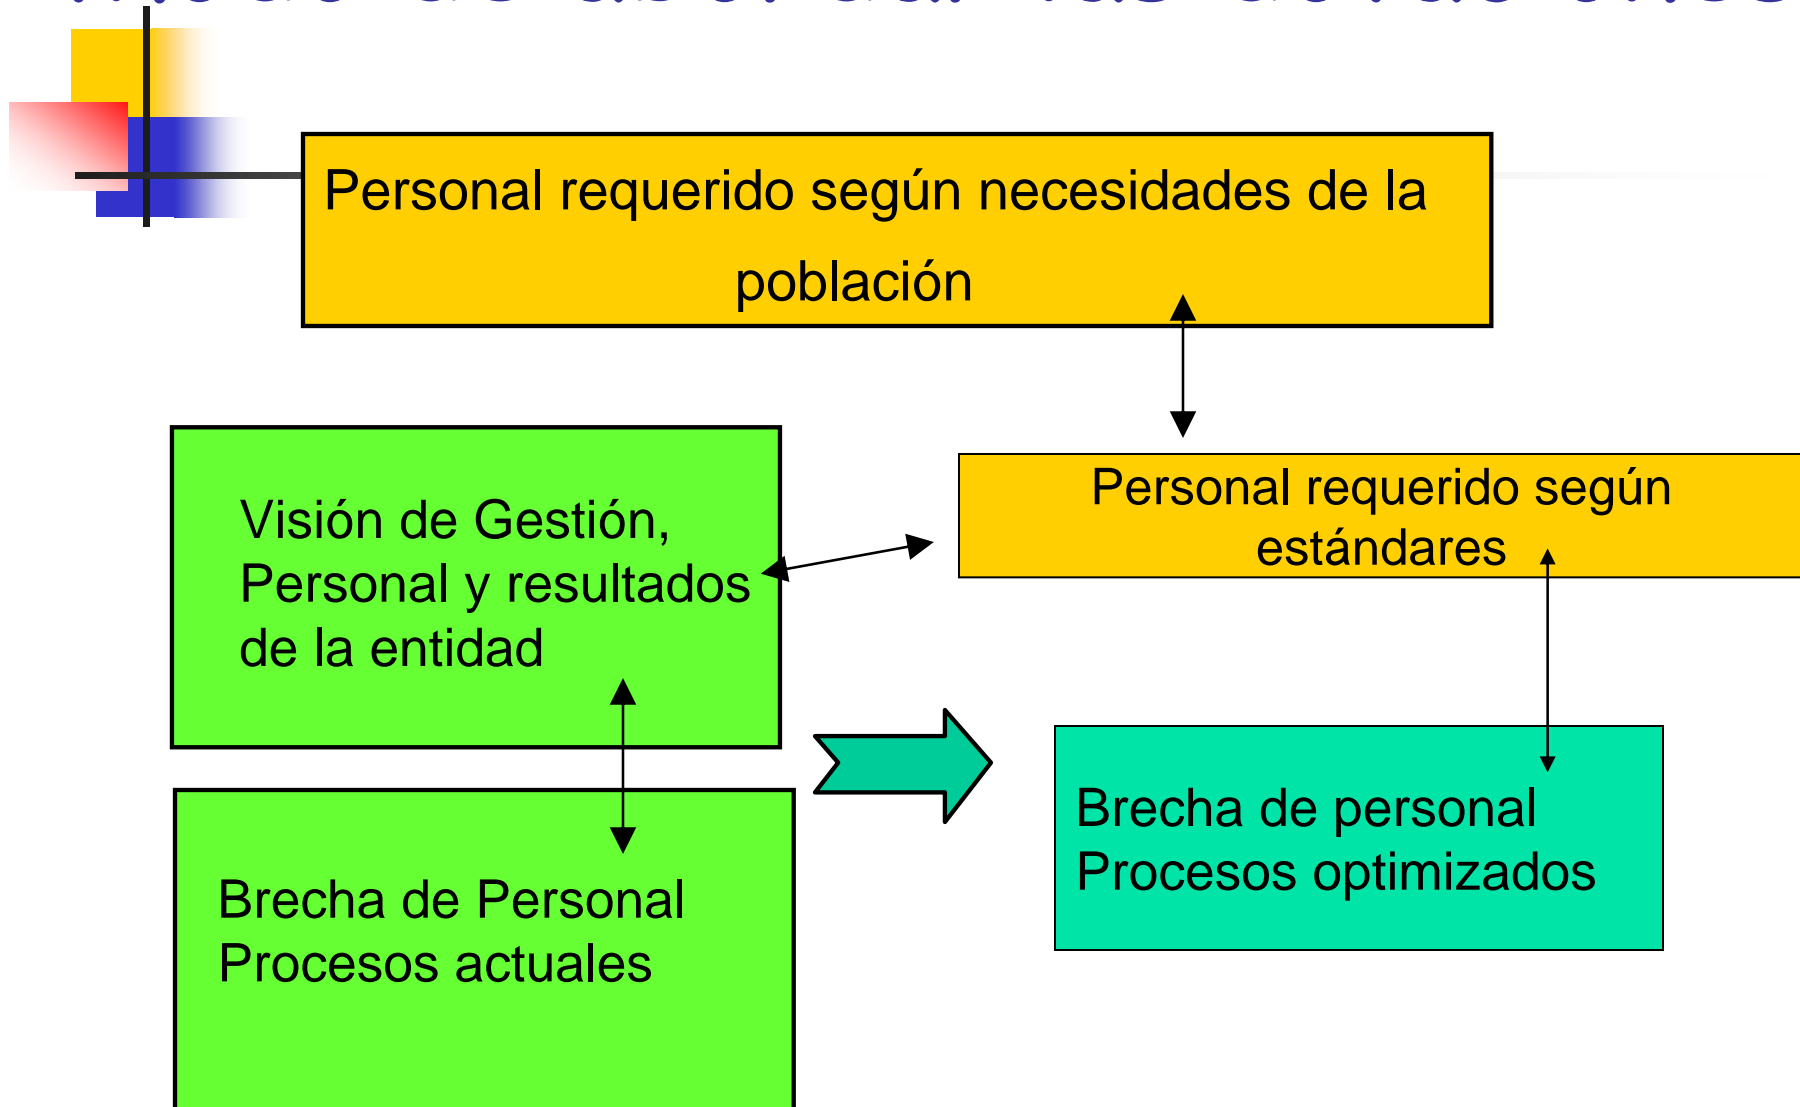 Personal requerido según necesidades de la
población
Visión de Gestión,
Personal y resultados
de la entidad
Personal requerido según
estándares
Brecha de personal
Procesos optimizados
Brecha de Personal
Procesos actuales